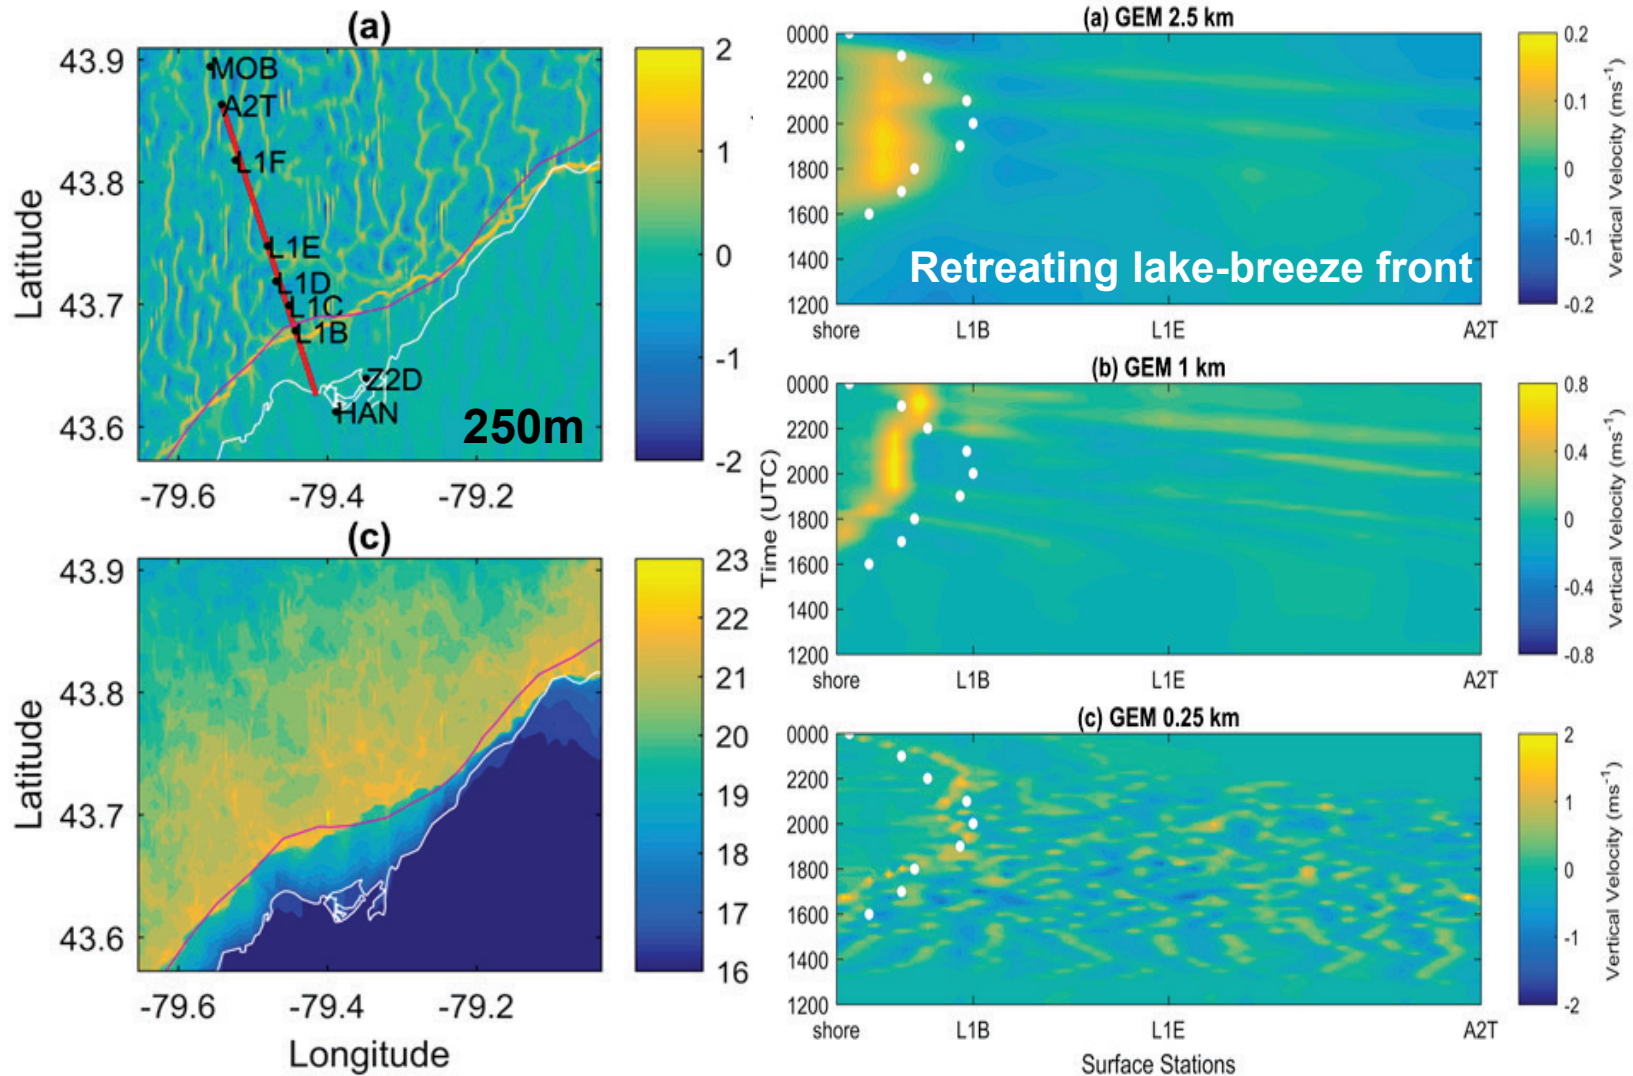 (a)
43.9
43.8
43.7
43.6
Latitude
MOB
A2T
L1F
L1E
L1D
L1C
L1B
Z2D
HAN
250m
2
1
0
-1
-2
-79.6 -79.4 -79.2
(c)
43.9
43.8
43.7
43.6
Latitude
23
22
21
20
19
18
17
16
-79.6 -79.4 -79.2
Longitude
(a) GEM 2.5 km
0000
2200
2000
1800
1600
1400
1200
Retreating lake-breeze front
shore L1B L1E A2T
0.2
0.1
0
-0.1
-0.2
Vertical Velocity (ms⁻¹)
(b) GEM 1 km
Time (UTC)
0000
2200
2000
1800
1600
1400
1200
shore L1B L1E A2T
0.8
0.4
0
-0.4
-0.8
Vertical Velocity (ms⁻¹)
(c) GEM 0.25 km
0000
2200
2000
1800
1600
1400
1200
shore L1B L1E A2T
Surface Stations
2
1
0
-1
-2
Vertical Velocity (ms⁻¹)